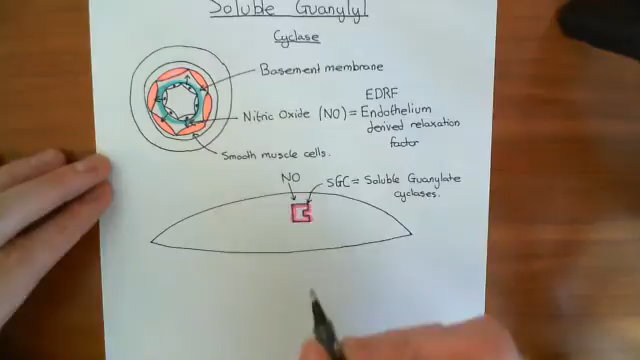 Soluble Guanylyl
Cyclase
Basement membrane
Nitric Oxide (NO) = EDRF
Endothelium
derived relaxation
factor
Smooth muscle cells.
NO
SGC = Soluble Guanylate
cyclases.